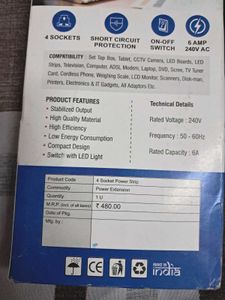 4 SOCKETS
SHORT CIRCUIT PROTECTION
ON-OFF SWITCH
6 AMP 240V AC
COMPATIBILITY : Set Top Box, Tablet, CCTV Camera, LED Boards, LED
Strips, Television, Computer, ADSL Modem, Laptop, DVD, Scree, TV Tuner
Card, Cordless Phone, Weighing Scale, LCD Monitor, Scanners, Disk-man,
Printers, Electronics & IT Gadgets, All Adaptors Etc.
PRODUCT FEATURES
• Stabilized Output
• High Quality Material
• High Efficiency
• Low Energy Consumption
• Compact Design
• Switch with LED Light
Technical Details
Rated Voltage : 240V
Frequency : 50 - 60Hz
Rated Capacity : 6A
Product Code : 4 Socket Power Strip
Commodity : Power Extension
Quantity : 1 U
M.R.P. (incl. of all taxes) : ₹ 480.00
Date of Pkg. :
Mfg. by :
CE
MADE IN
india